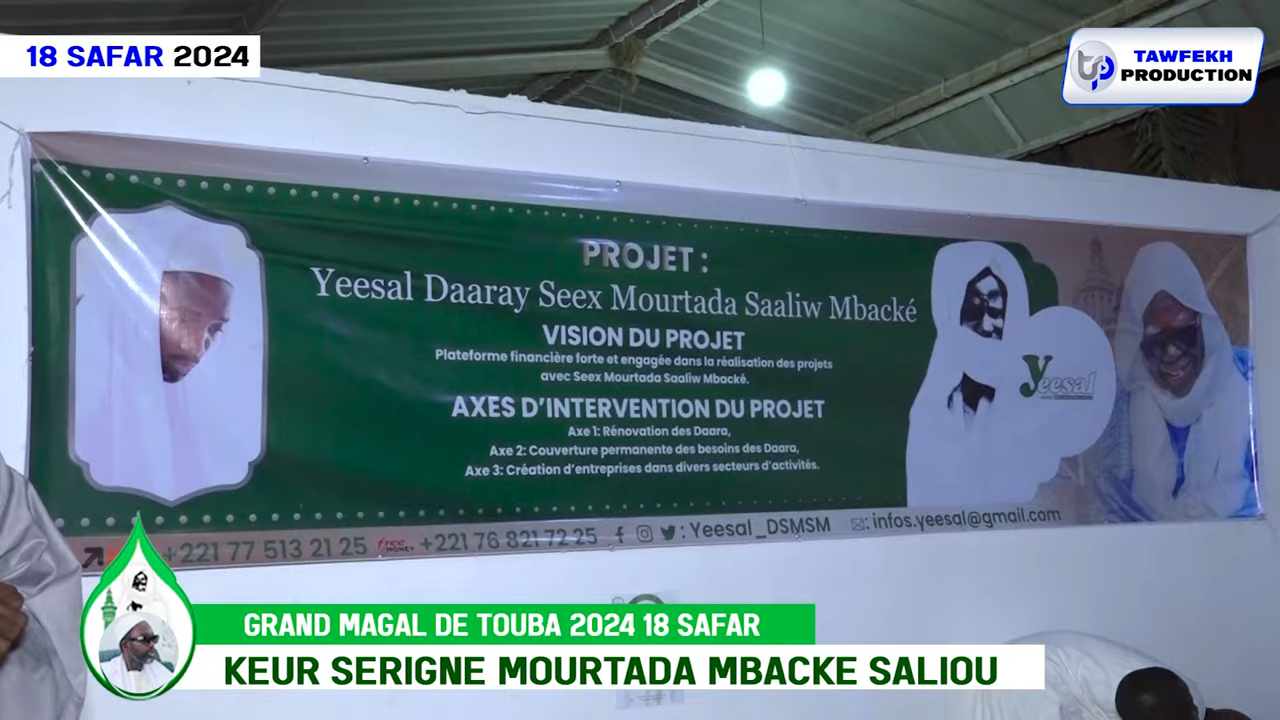 18 SAFAR 2024
TAWFEKH
PRODUCTION
PROJET :
Yeesal Daaray Seex Mourtada Saaliw Mbacké
VISION DU PROJET
Plateforme financière forte et engagée dans la réalisation des projets
avec Seex Mourtada Saaliw Mbacké.
AXES D'INTERVENTION DU PROJET
Axe 1: Rénovation des Daara,
Axe 2: Couverture permanente des besoins des Daara,
Axe 3: Création d'entreprises dans divers secteurs d'activités.
Yeesal
+221 77 513 21 25 free MONEY +221 76 821 72 25 : Yeesal_DSMSM : infos.yeesal@gmail.com
GRAND MAGAL DE TOUBA 2024 18 SAFAR
KEUR SERIGNE MOURTADA MBACKE SALIOU